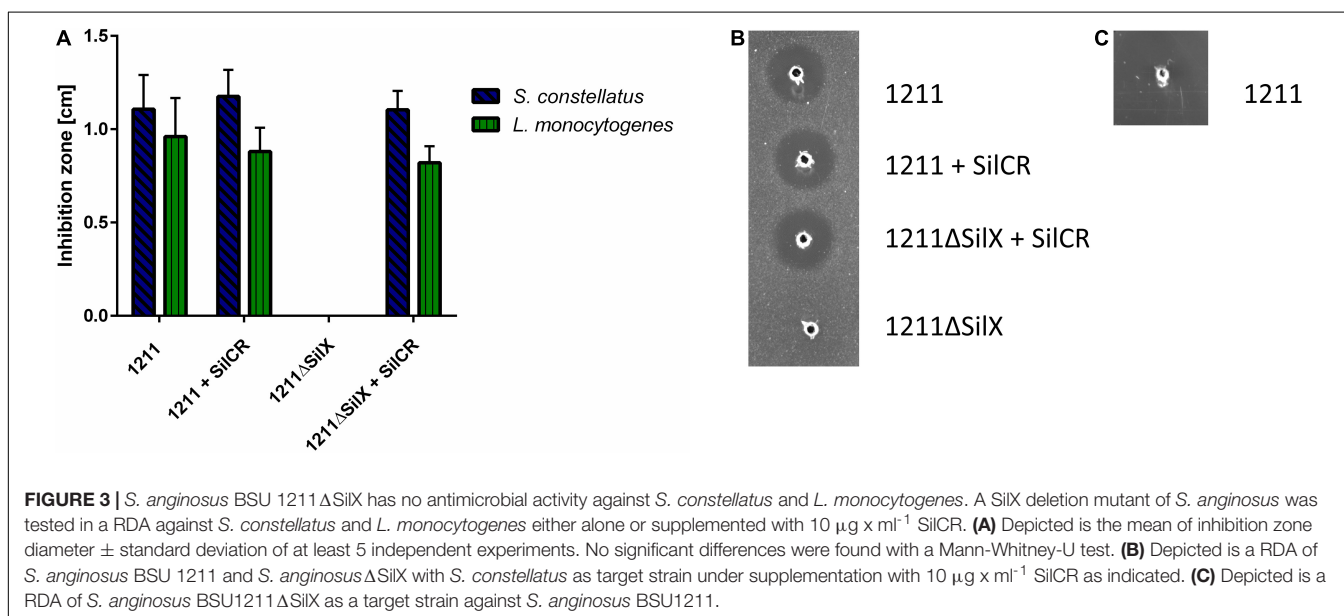 A
1.5
1.0
0.5
0.0
Inhibition zone [cm]
S. constellatus
L. monocytogenes
1211
1211 + SilCR
1211ΔSilX
1211ΔSilX + SilCR
B
1211
1211 + SilCR
1211ΔSilX + SilCR
1211ΔSilX
C
1211
FIGURE 3 | S. anginosus BSU 1211ΔSilX has no antimicrobial activity against S. constellatus and L. monocytogenes. A SilX deletion mutant of S. anginosus was
tested in a RDA against S. constellatus and L. monocytogenes either alone or supplemented with 10 μg x ml⁻¹ SilCR. (A) Depicted is the mean of inhibition zone
diameter ± standard deviation of at least 5 independent experiments. No significant differences were found with a Mann-Whitney-U test. (B) Depicted is a RDA of
S. anginosus BSU 1211 and S. anginosusΔSilX with S. constellatus as target strain under supplementation with 10 μg x ml⁻¹ SilCR as indicated. (C) Depicted is a
RDA of S. anginosus BSU1211ΔSilX as a target strain against S. anginosus BSU1211.